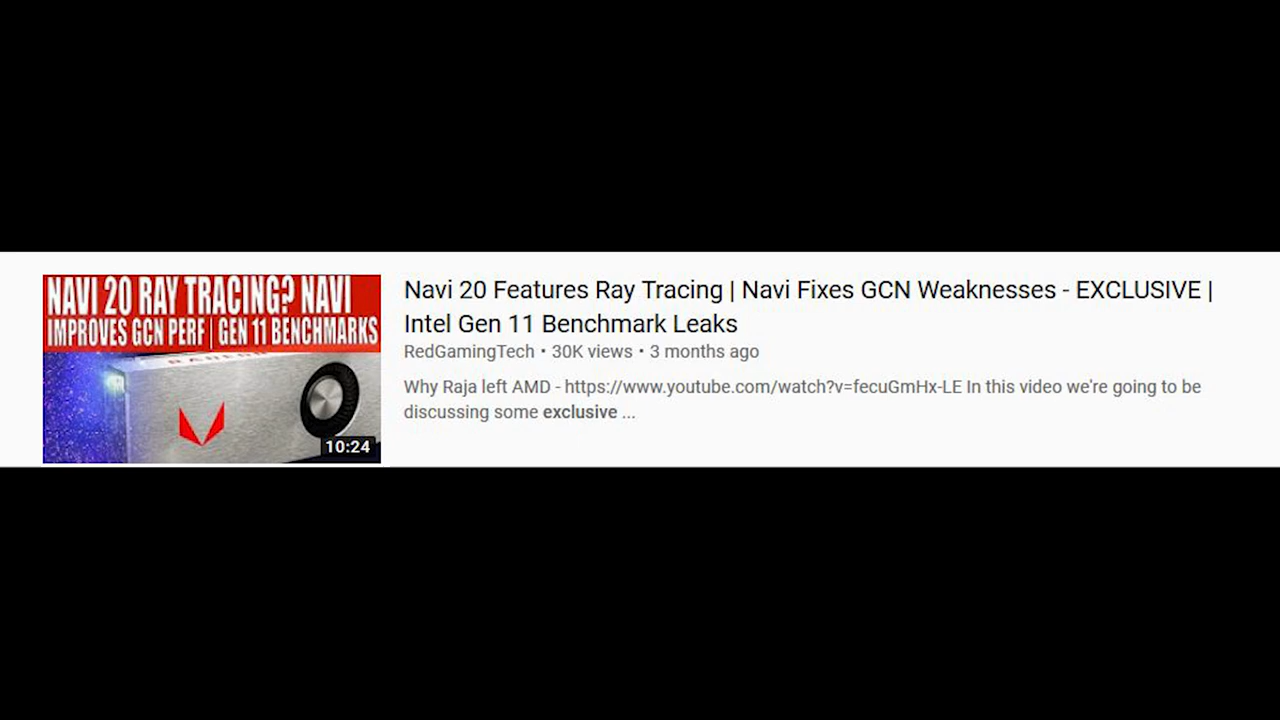 NAVI 20 RAY TRACING? NAVI
IMPROVES GCN PERF | GEN 11 BENCHMARKS
10:24
Navi 20 Features Ray Tracing | Navi Fixes GCN Weaknesses - EXCLUSIVE |
Intel Gen 11 Benchmark Leaks
RedGamingTech • 30K views • 3 months ago
Why Raja left AMD - https://www.youtube.com/watch?v=fecuGmHx-LE In this video we're going to be
discussing some exclusive ...